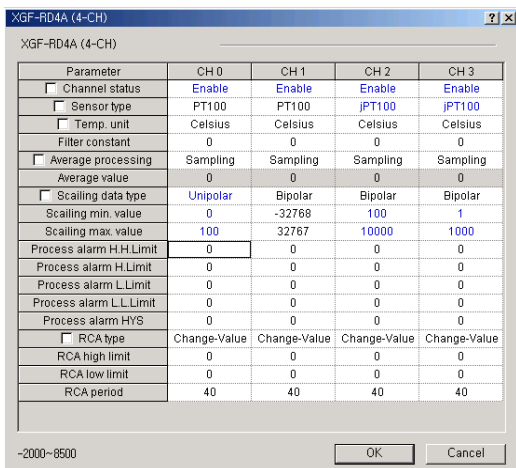 XGF-RD4A (4-CH)
XGF-RD4A (4-CH)
Parameter CH 0 CH 1 CH 2 CH 3
Channel status Enable Enable Enable Enable
Sensor type PT100 PT100 jPT100 jPT100
Temp. unit Celsius Celsius Celsius Celsius
Filter constant 0 0 0 0
Average processing Sampling Sampling Sampling Sampling
Average value 0 0 0 0
Scailing data type Unipolar Bipolar Bipolar Bipolar
Scailing min. value 0 -32768 100 1
Scailing max. value 100 32767 10000 1000
Process alarm H.H.Limit 0 0 0 0
Process alarm H.Limit 0 0 0 0
Process alarm L.Limit 0 0 0 0
Process alarm L.L.Limit 0 0 0 0
Process alarm HYS 0 0 0 0
RCA type Change-Value Change-Value Change-Value Change-Value
RCA high limit 0 0 0 0
RCA low limit 0 0 0 0
RCA period 40 40 40 40
-2000~8500 OK Cancel